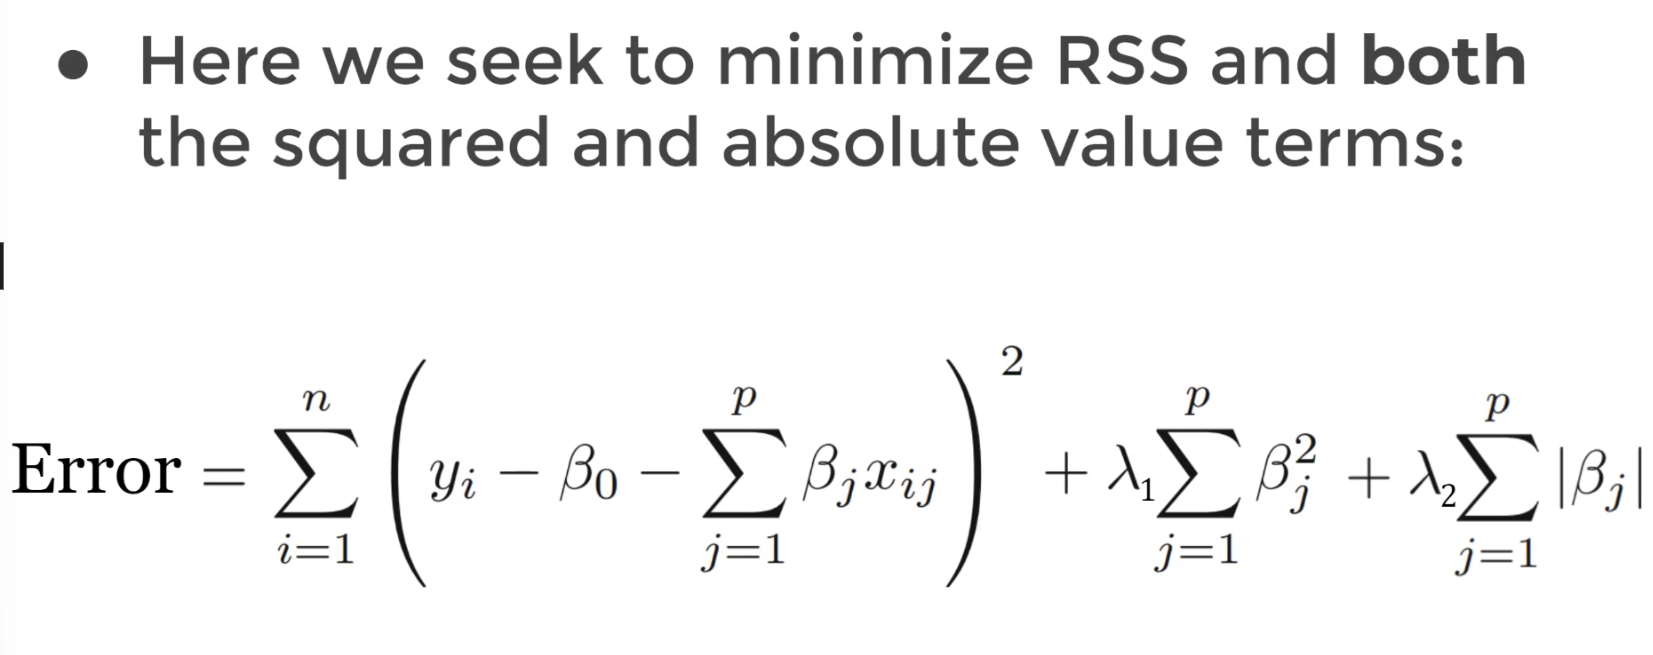 ● Here we seek to minimize RSS and both
the squared and absolute value terms:
Error = \sum_{i=1}^{n} \left( y_i - \beta_0 - \sum_{j=1}^{p} \beta_j x_{ij} \right)^2 + \lambda_1 \sum_{j=1}^{p} \beta_j^2 + \lambda_2 \sum_{j=1}^{p} |\beta_j|